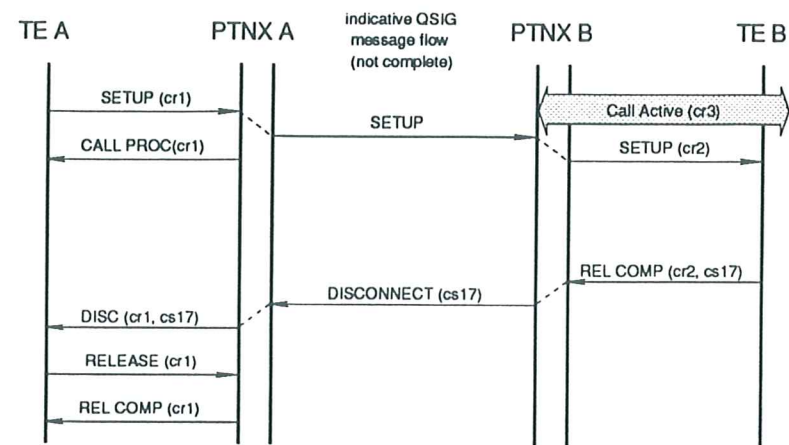 TE A
PTNX A
indicative QSIG
message flow
(not complete)
PTNX B
TE B
SETUP (cr1)
Call Active (cr3)
SETUP
CALL PROC(cr1)
SETUP (cr2)
REL COMP (cr2, cs17)
DISCONNECT (cs17)
DISC (cr1, cs17)
RELEASE (cr1)
REL COMP (cr1)